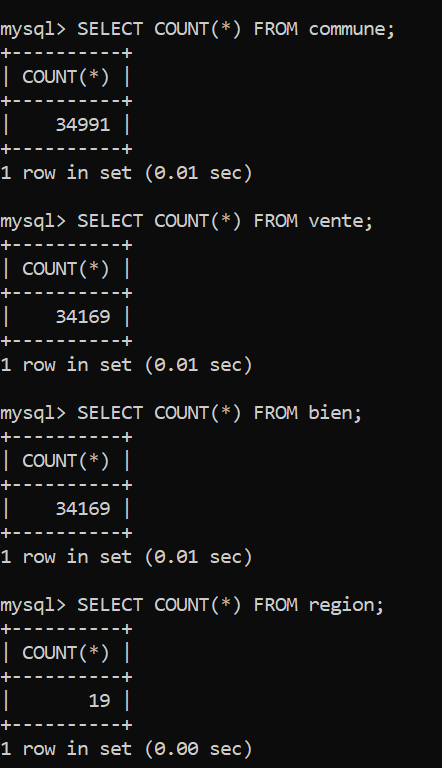 mysql> SELECT COUNT(*) FROM commune;
+----------+
| COUNT(*) |
+----------+
|    34991 |
+----------+
1 row in set (0.01 sec)

mysql> SELECT COUNT(*) FROM vente;
+----------+
| COUNT(*) |
+----------+
|    34169 |
+----------+
1 row in set (0.01 sec)

mysql> SELECT COUNT(*) FROM bien;
+----------+
| COUNT(*) |
+----------+
|    34169 |
+----------+
1 row in set (0.01 sec)

mysql> SELECT COUNT(*) FROM region;
+----------+
| COUNT(*) |
+----------+
|       19 |
+----------+
1 row in set (0.00 sec)